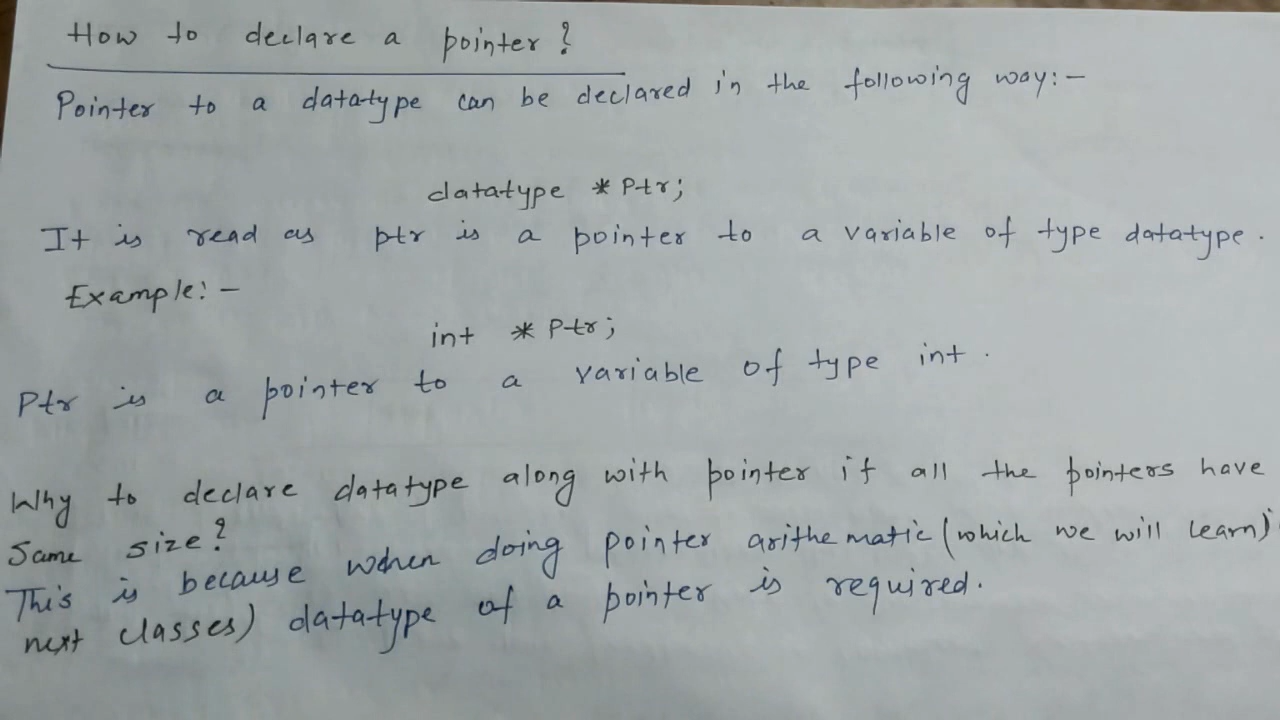 How to declare a pointer?
Pointer to a datatype can be declared in the following way:-
datatype *Ptr;
It is read as ptr is a pointer to a variable of type datatype.
Example:-
int *Ptr;
Ptr is a pointer to a variable of type int.
Why to declare datatype along with pointer if all the pointers have
same size?
This is because when doing pointer arithematic (which we will learn in
next classes) datatype of a pointer is required.